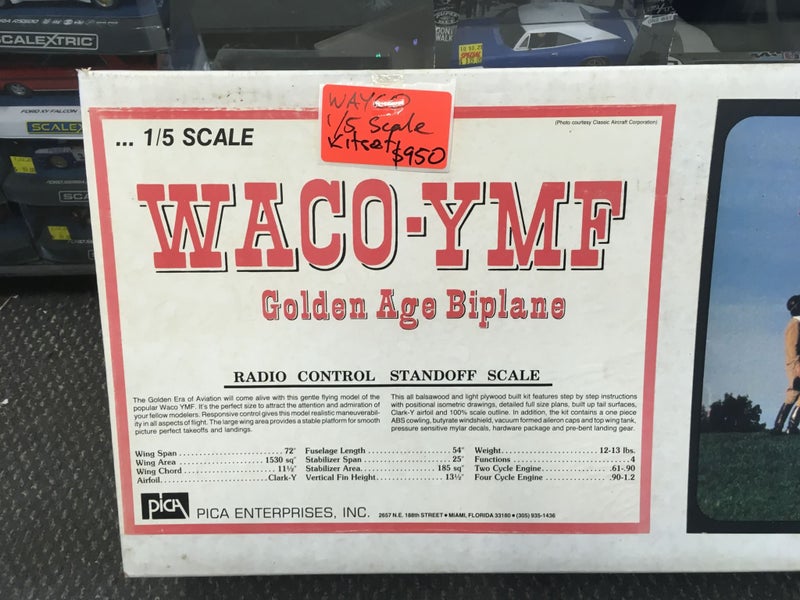 SCALEXTRIC
FORD XY FALCON
SPECIAL
DON'T
WALK
... 1/5 SCALE
1/5 Scale
Kitset
$950
(Photo courtesy Classic Aircraft Corporation)
WACO-YMF
Golden Age Biplane
RADIO CONTROL STANDOFF SCALE
The Golden Era of Aviation will come alive with this gentle flying model of the
popular Waco YMF. It's the perfect size to attract the attention and admiration of
your fellow modelers. Responsive control gives this model realistic maneuverabil-
ity in all aspects of flight. The large wing area provides a stable platform for smooth
picture perfect takeoffs and landings.
This all balsawood and light plywood built kit features step by step instructions
with positional isometric drawings, detailed full size plans, built up tail surfaces,
Clark-Y airfoil and 100% scale outline. In addition, the kit contains a one piece
ABS cowling, butyrate windshield, vacuum formed aileron caps and top wing tank,
pressure sensitive mylar decals, hardware package and pre-bent landing gear.
Wing Span 72"
Wing Area 1530 sq"
Wing Chord 11½"
Airfoil Clark-Y
Fuselage Length 54"
Stabilizer Span 25"
Stabilizer Area 185 sq"
Vertical Fin Height 13½"
Weight 12-13 lbs.
Functions 4
Two Cycle Engine .61-.90
Four Cycle Engine .90-1.2
PICA
PICA ENTERPRISES, INC. 2657 N.E. 188th STREET • MIAMI, FLORIDA 33180 • (305) 935-1436